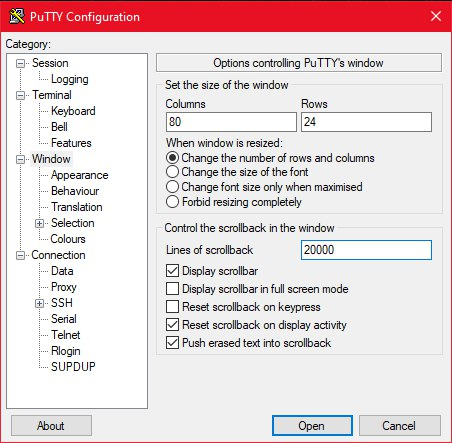 PuTTY Configuration
Category:
Session
Logging
Terminal
Keyboard
Bell
Features
Window
Appearance
Behaviour
Translation
Selection
Colours
Connection
Data
Proxy
SSH
Serial
Telnet
Rlogin
SUPDUP
Options controlling PuTTY's window
Set the size of the window
Columns Rows
80 24
When window is resized:
Change the number of rows and columns
Change the size of the font
Change font size only when maximised
Forbid resizing completely
Control the scrollback in the window
Lines of scrollback 20000
Display scrollbar
Display scrollbar in full screen mode
Reset scrollback on keypress
Reset scrollback on display activity
Push erased text into scrollback
About Open Cancel